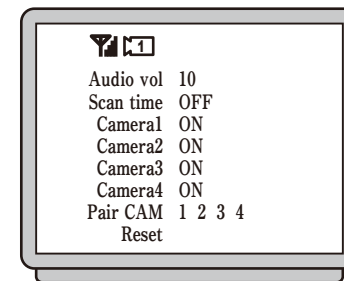 1
Audio vol 10
Scan time OFF
Camera1 ON
Camera2 ON
Camera3 ON
Camera4 ON
Pair CAM 1 2 3 4
Reset